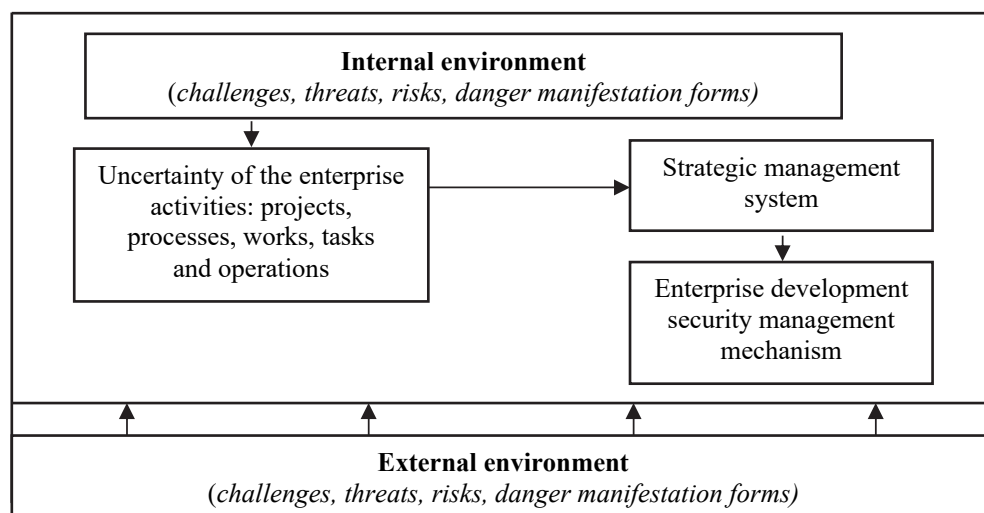 Internal environment
(challenges, threats, risks, danger manifestation forms)
Uncertainty of the enterprise
activities: projects,
processes, works, tasks
and operations
Strategic management
system
Enterprise development
security management
mechanism
External environment
(challenges, threats, risks, danger manifestation forms)